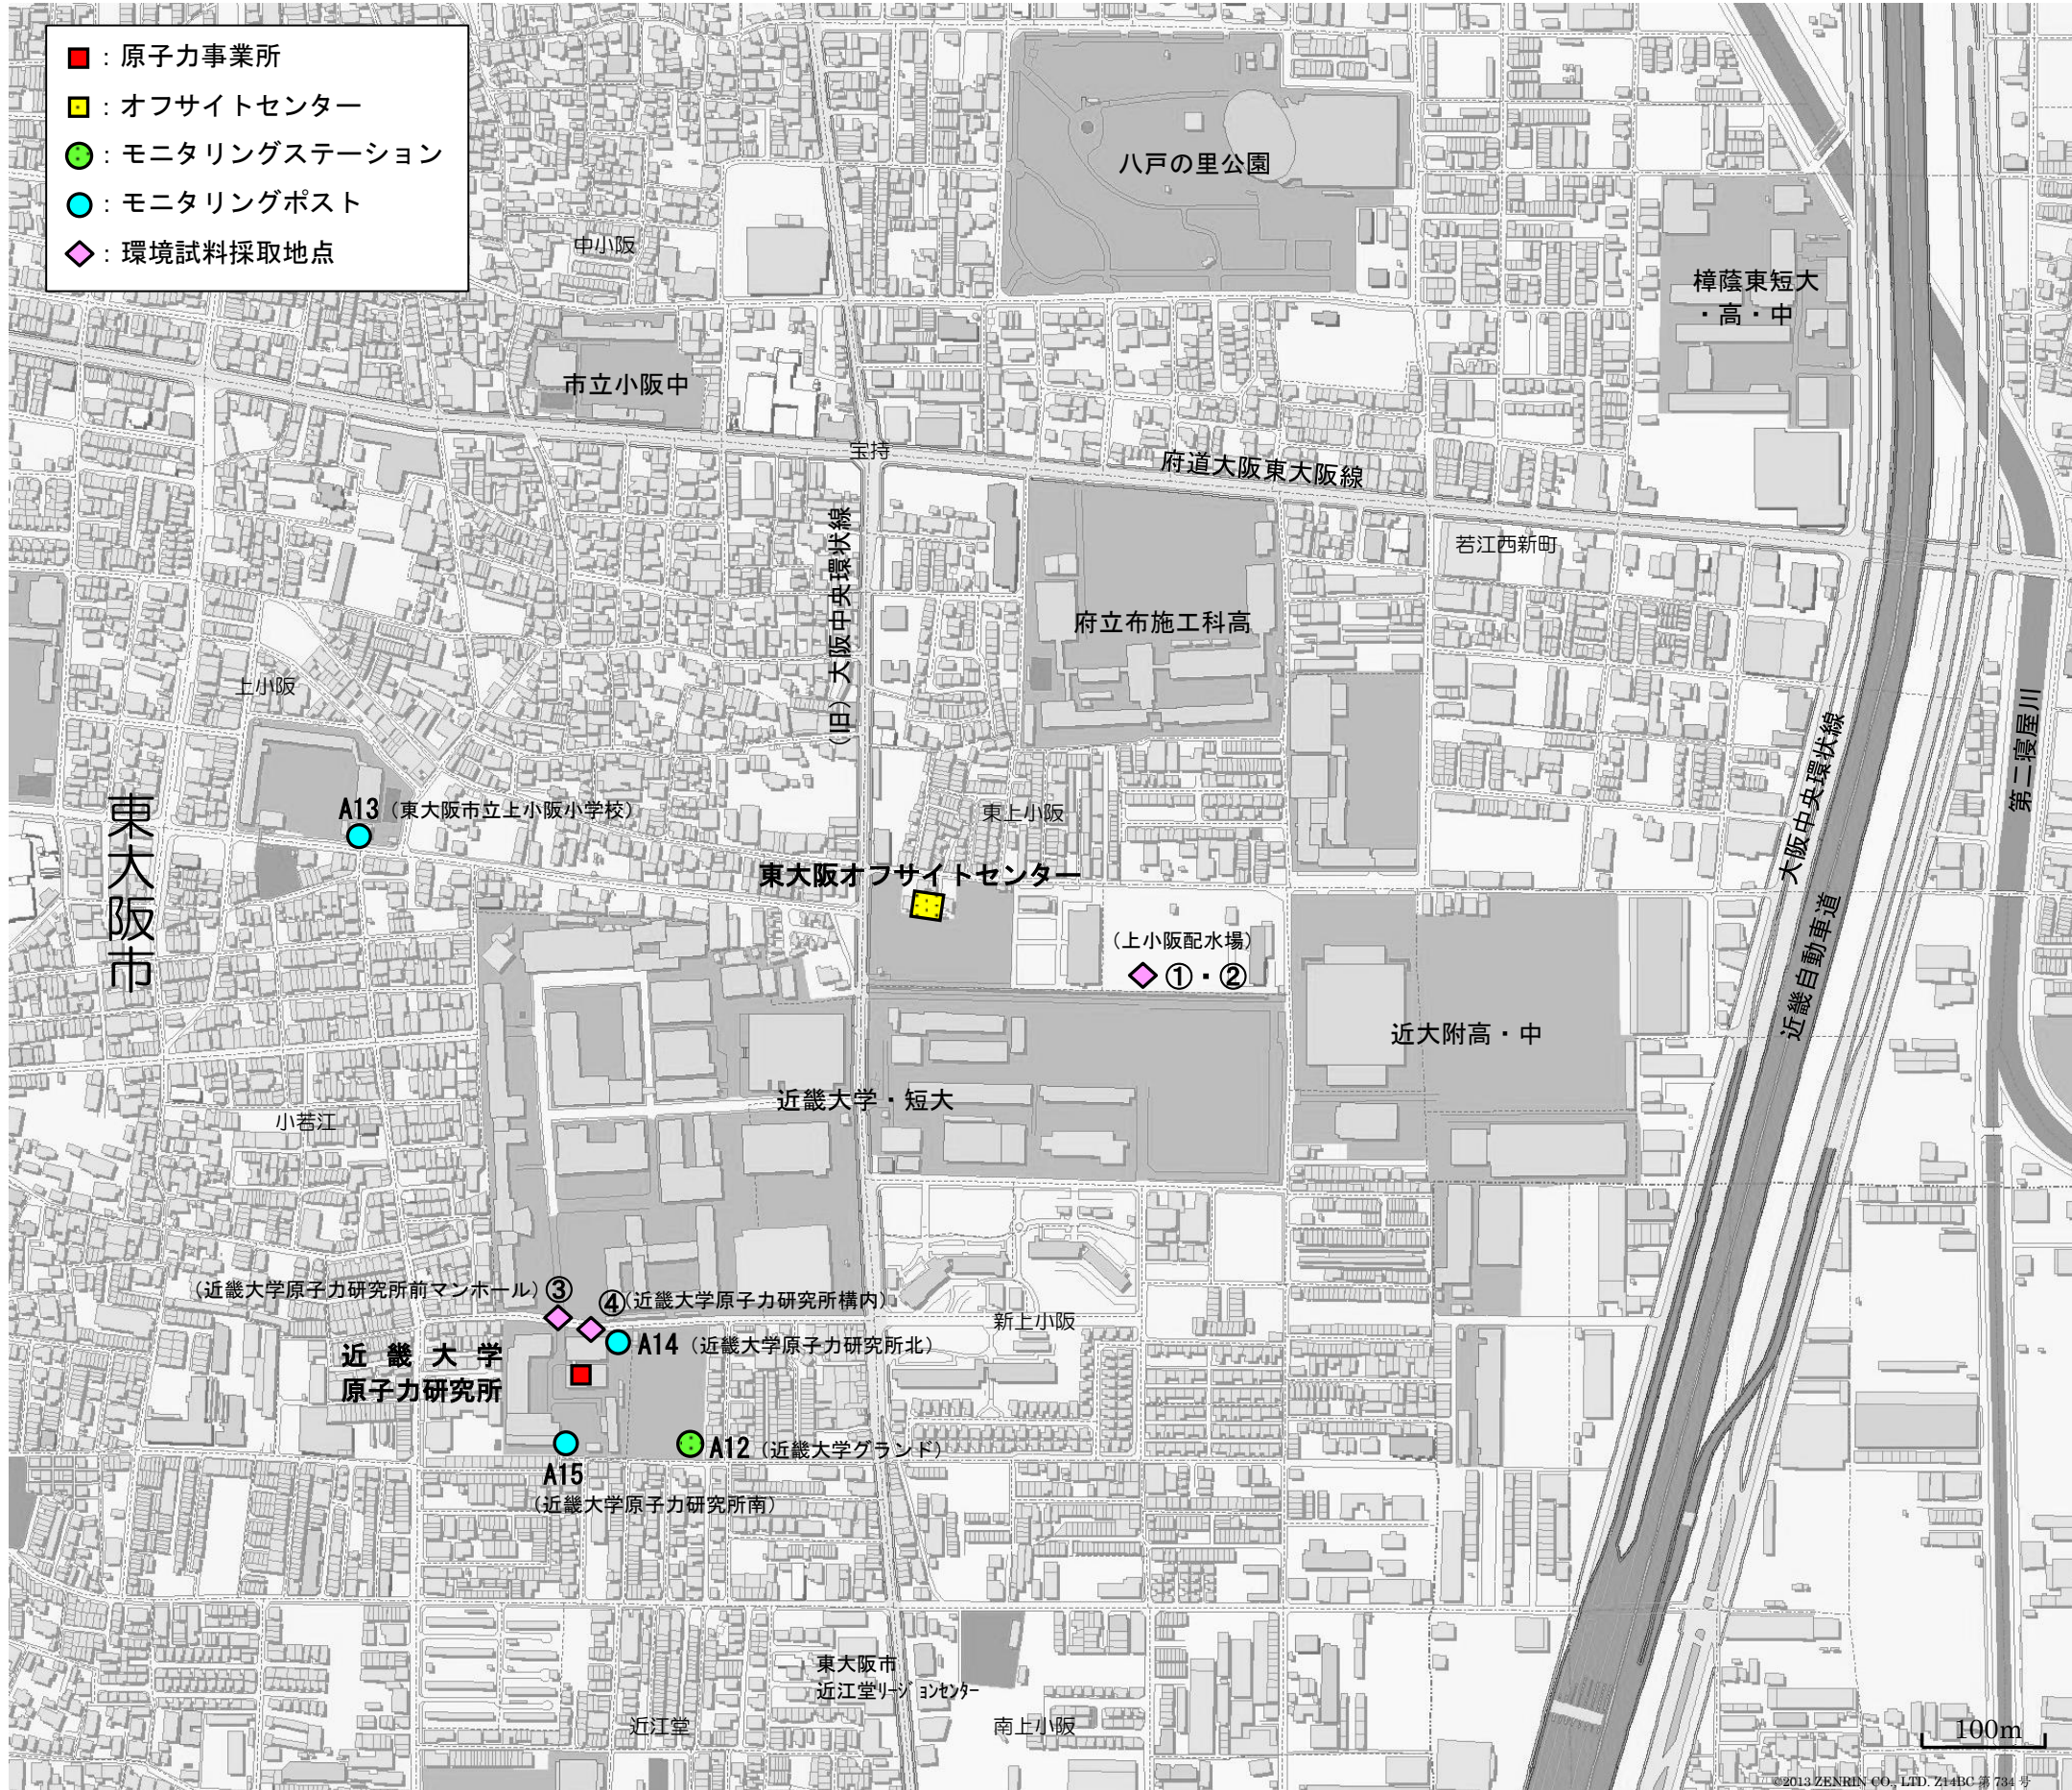 ：原子力事業所
：オフサイトセンター
：モニタリングステーション
：モニタリングポスト
：環境試料採取地点
八戸の里公園
中小阪
樟蔭東短大
・高・中
市立小阪中
宝持
府道大阪東大阪線
(旧)大阪中央環状線
若江西新町
府立布施工科高
上小阪
大阪中央環状線
第二寝屋川
東大阪市
A13（東大阪市立上小阪小学校）
東上小阪
東大阪オフサイトセンター
近畿自動車道
（上小阪配水場）
①・②
近大附高・中
近畿大学・短大
小若江
（近畿大学原子力研究所前マンホール）③
④（近畿大学原子力研究所構内）
新上小阪
A14（近畿大学原子力研究所北）
近畿大学
原子力研究所
A12（近畿大学グランド）
A15
（近畿大学原子力研究所南）
東大阪市
近江堂ﾘｰｼﾞｮﾝｾﾝﾀｰ
近江堂
南上小阪
100m
©2013 ZENRIN CO., LTD. Z14BC 第 734 号